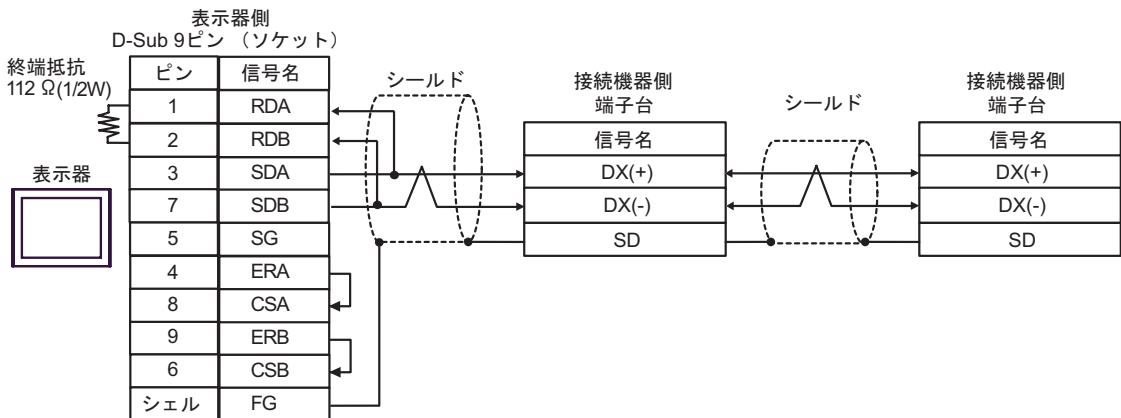 表示器側
D-Sub 9ピン （ソケット）
終端抵抗
112 Ω(1/2W)
ピン 信号名
1 RDA
2 RDB
3 SDA
7 SDB
5 SG
4 ERA
8 CSA
9 ERB
6 CSB
シェル FG
表示器
シールド
接続機器側
端子台
信号名
DX(+)
DX(-)
SD
シールド
接続機器側
端子台
信号名
DX(+)
DX(-)
SD